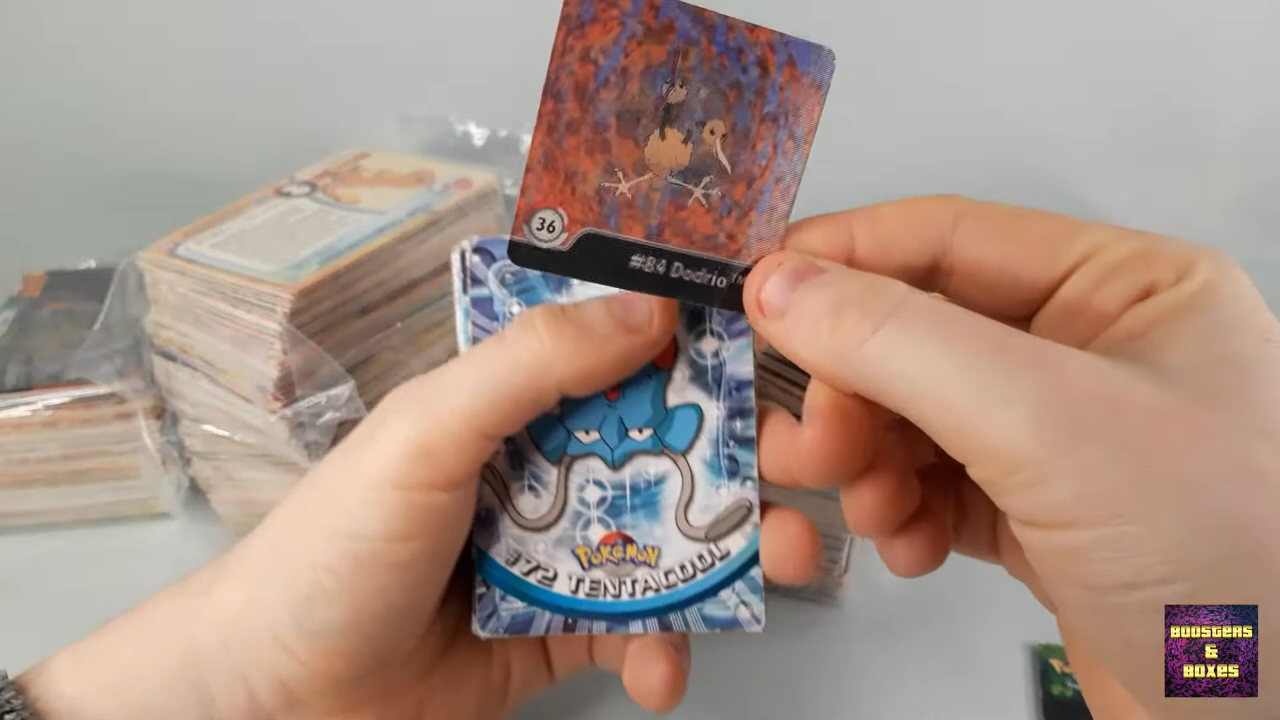 36
#84 Dodrio™
POKéMON
#72 TENTACOOL
BOOSTERS
&
BOXES